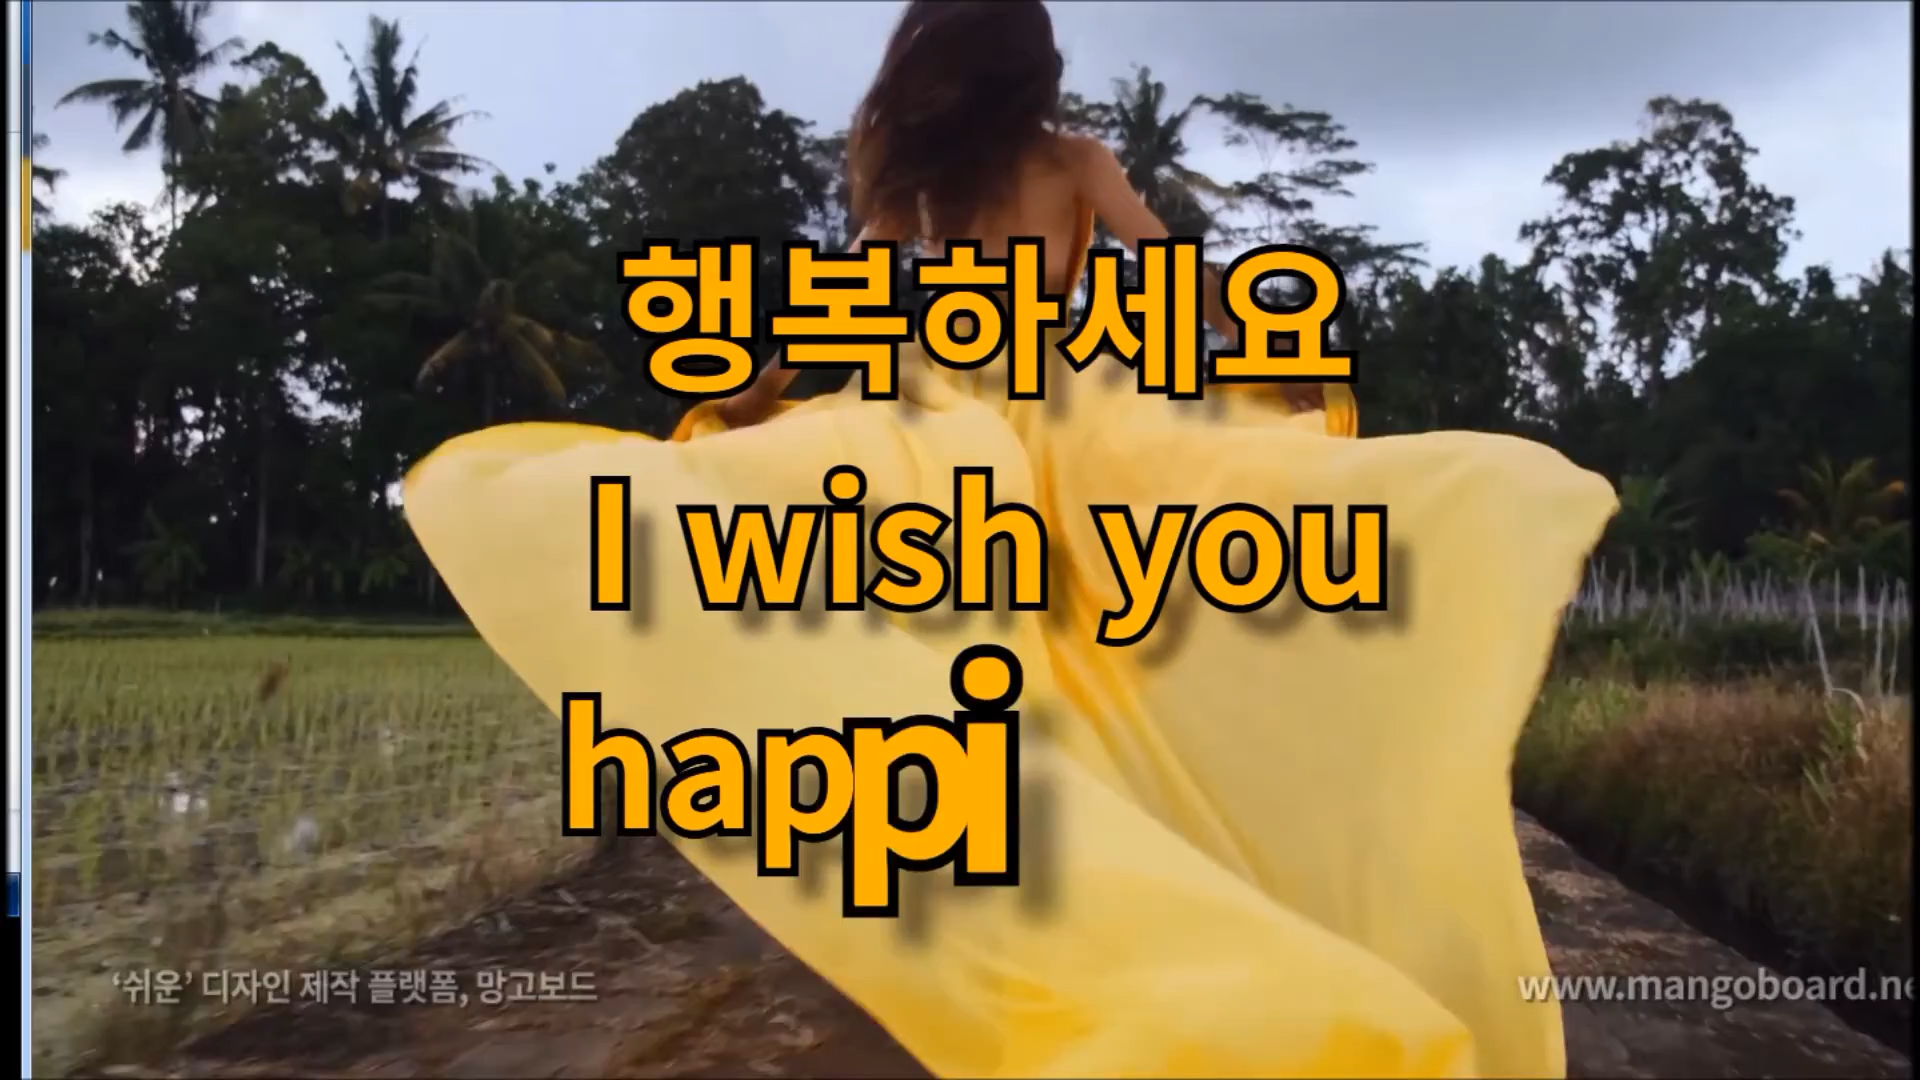 행복하세요
I wish you
happi
‘쉬운’ 디자인 제작 플랫폼, 망고보드
www.mangoboard.ne